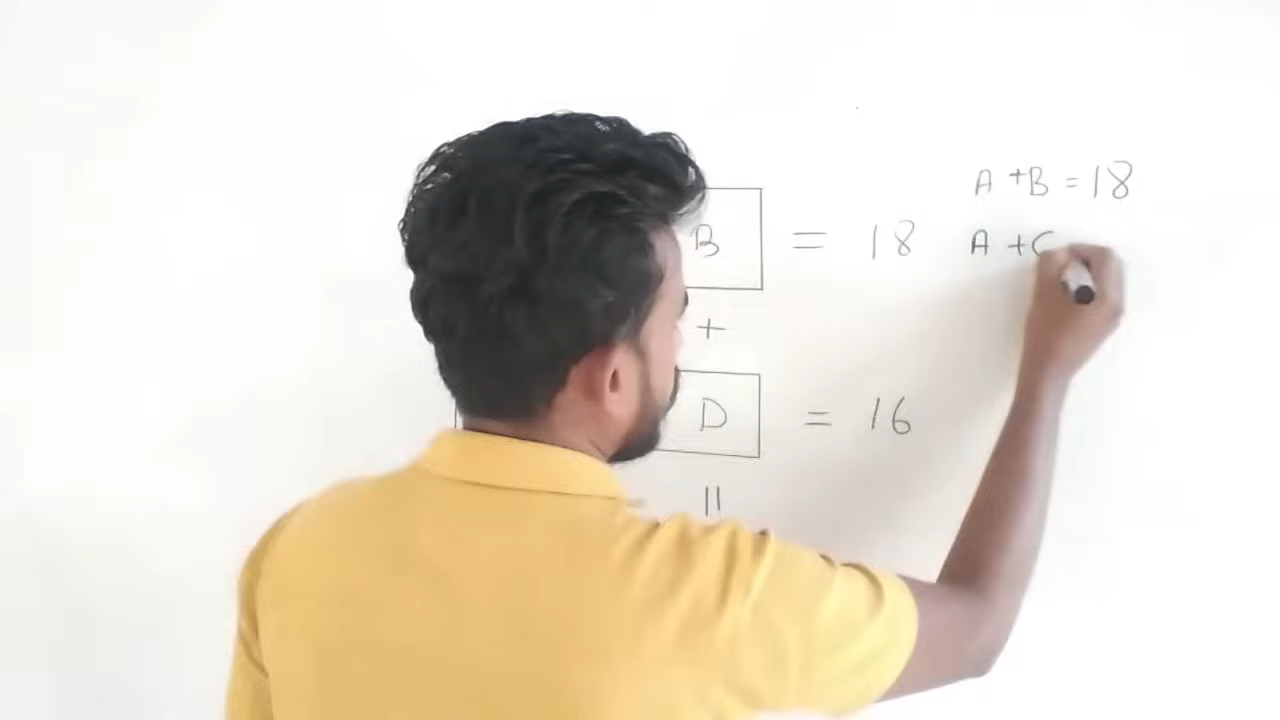 A + B = 18
B = 18
A + C
+
D = 16
=